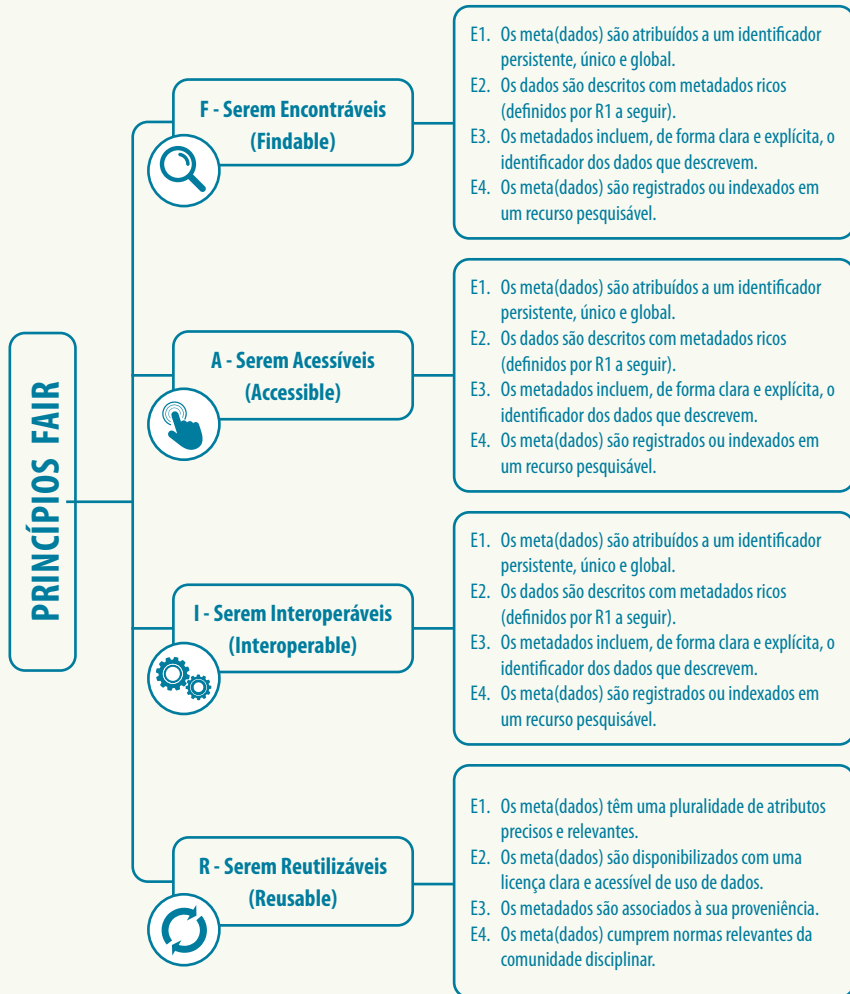 PRINCÍPIOS FAIR
F - Serem Encontráveis
(Findable)
E1. Os meta(dados) são atribuídos a um identificador
persistente, único e global.
E2. Os dados são descritos com metadados ricos
(definidos por R1 a seguir).
E3. Os metadados incluem, de forma clara e explícita, o
identificador dos dados que descrevem.
E4. Os meta(dados) são registrados ou indexados em
um recurso pesquisável.
A - Serem Acessíveis
(Accessible)
E1. Os meta(dados) são atribuídos a um identificador
persistente, único e global.
E2. Os dados são descritos com metadados ricos
(definidos por R1 a seguir).
E3. Os metadados incluem, de forma clara e explícita, o
identificador dos dados que descrevem.
E4. Os meta(dados) são registrados ou indexados em
um recurso pesquisável.
I - Serem Interoperáveis
(Interoperable)
E1. Os meta(dados) são atribuídos a um identificador
persistente, único e global.
E2. Os dados são descritos com metadados ricos
(definidos por R1 a seguir).
E3. Os metadados incluem, de forma clara e explícita, o
identificador dos dados que descrevem.
E4. Os meta(dados) são registrados ou indexados em
um recurso pesquisável.
R - Serem Reutilizáveis
(Reusable)
E1. Os meta(dados) têm uma pluralidade de atributos
precisos e relevantes.
E2. Os meta(dados) são disponibilizados com uma
licença clara e acessível de uso de dados.
E3. Os metadados são associados à sua proveniência.
E4. Os meta(dados) cumprem normas relevantes da
comunidade disciplinar.